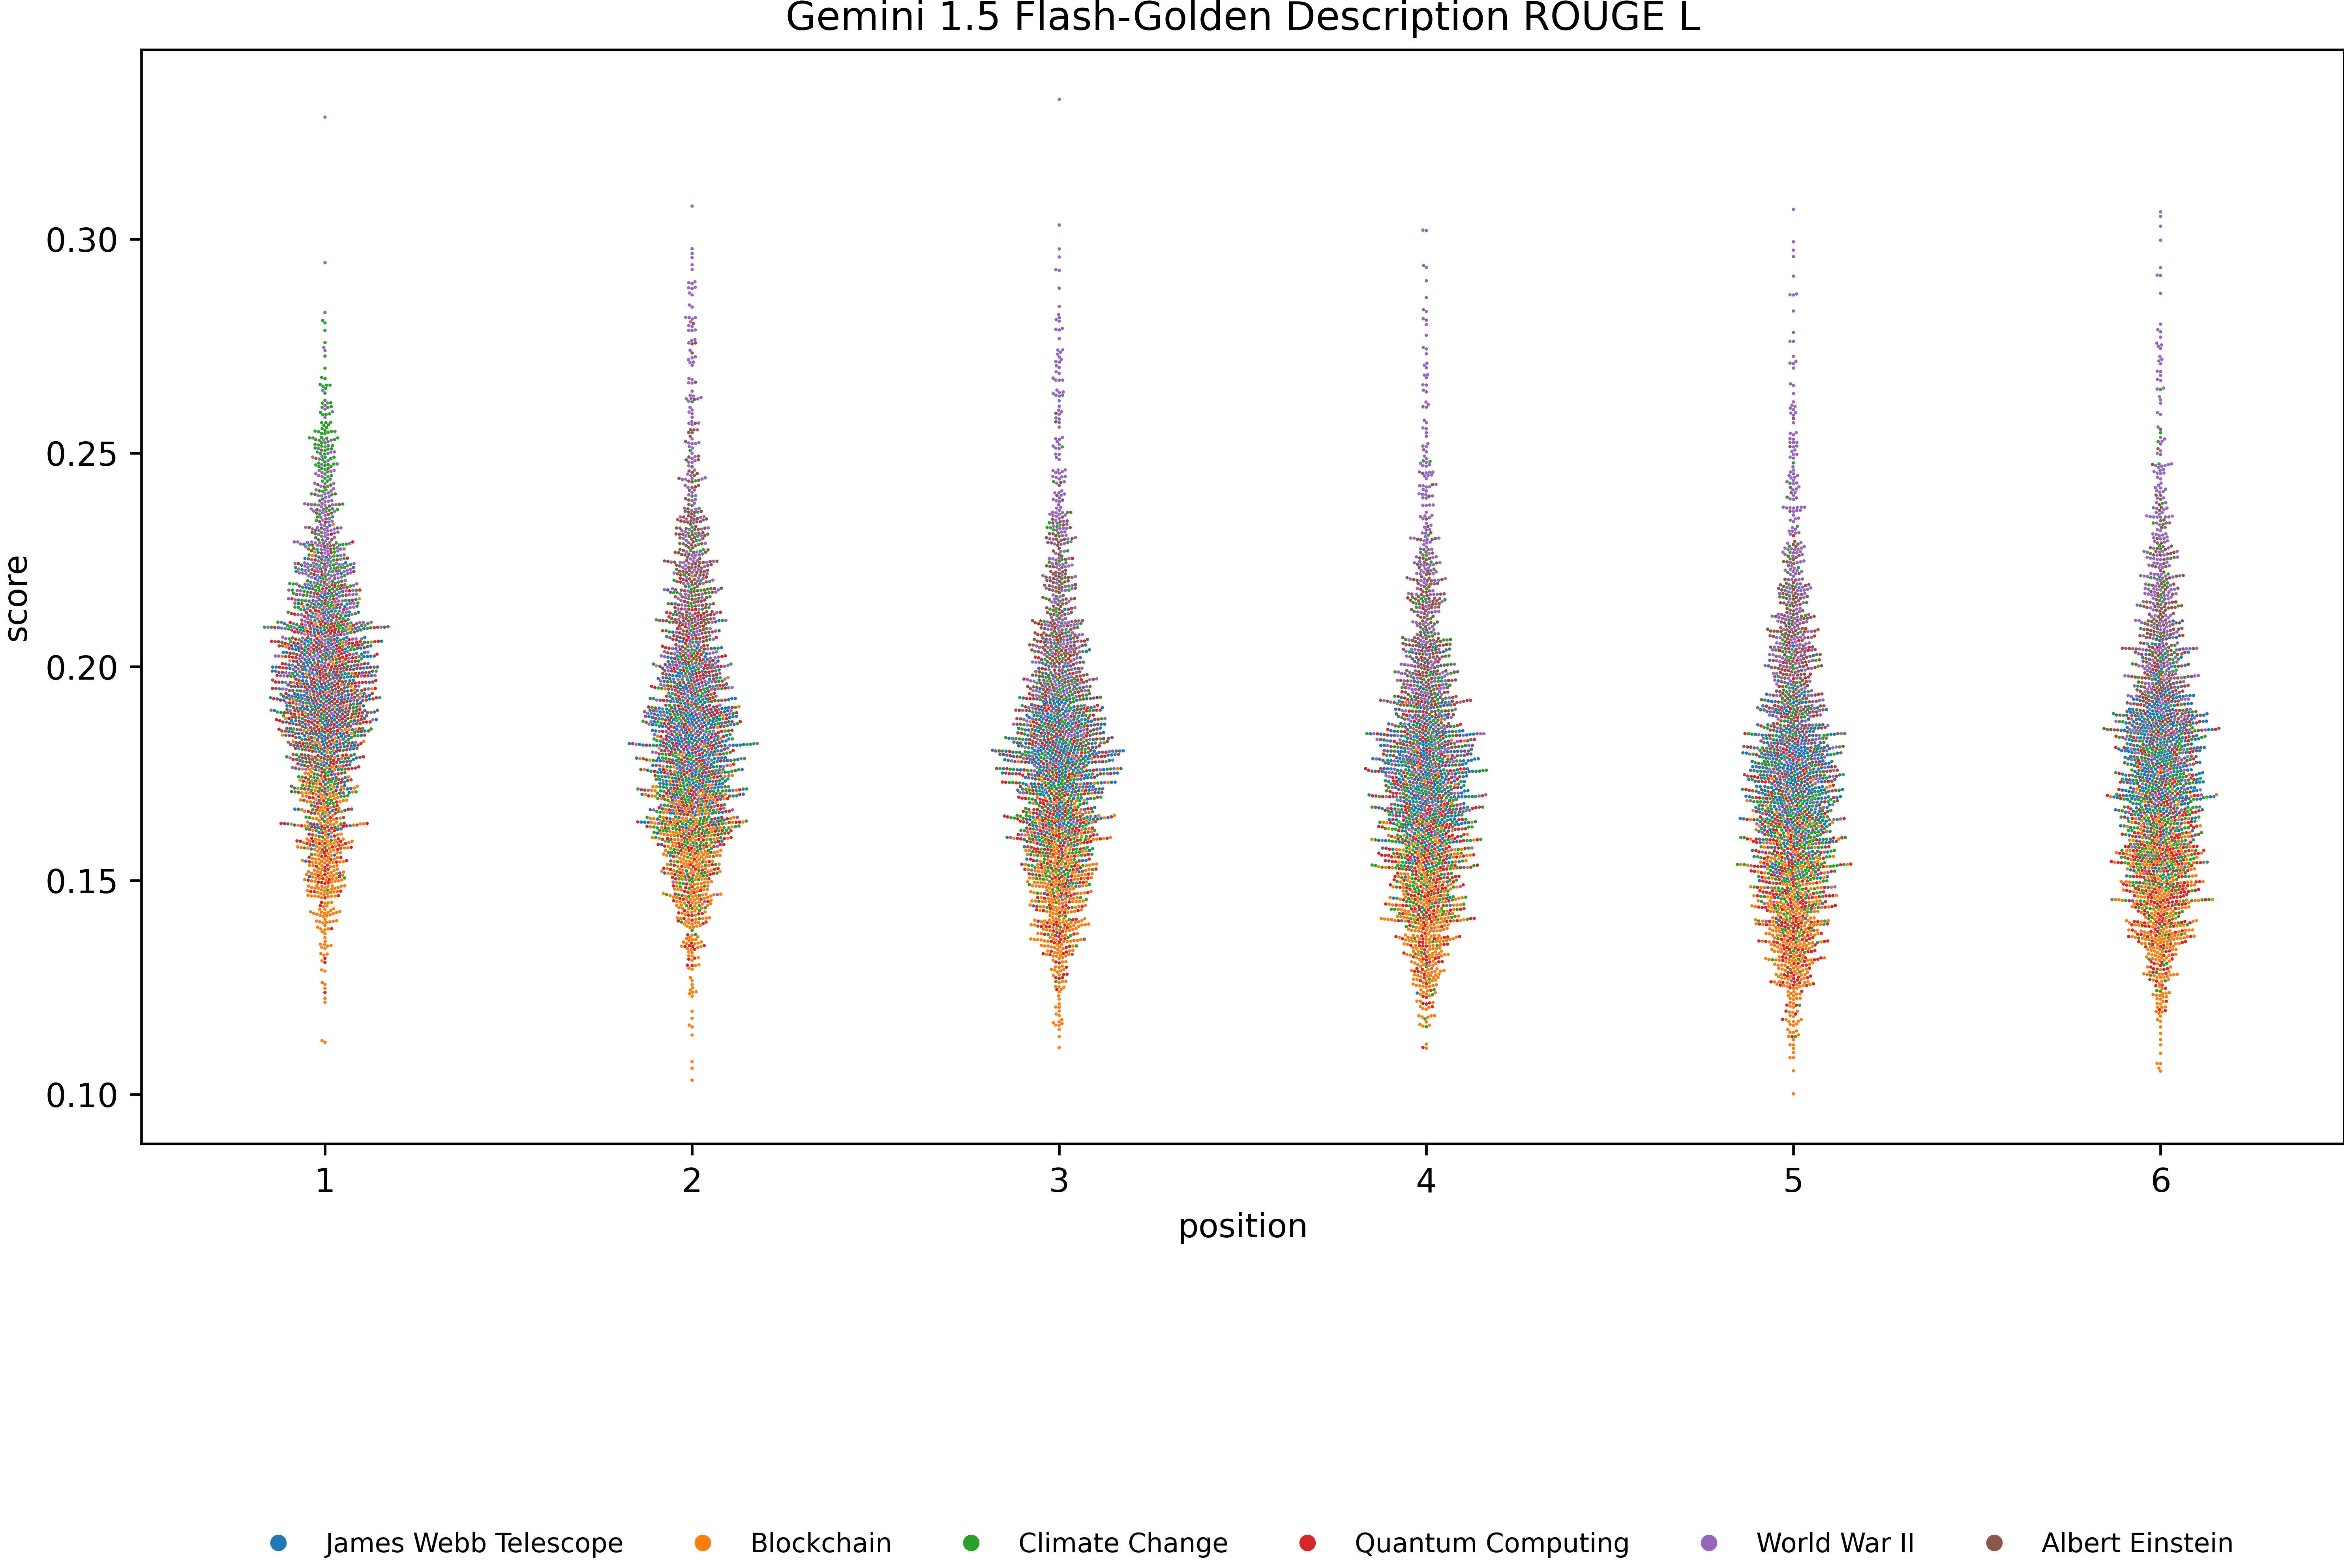 Gemini 1.5 Flash-Golden Description ROUGE L
score
0.30
0.25
0.20
0.15
0.10
1 2 3 4 5 6
position
James Webb Telescope Blockchain Climate Change Quantum Computing World War II Albert Einstein